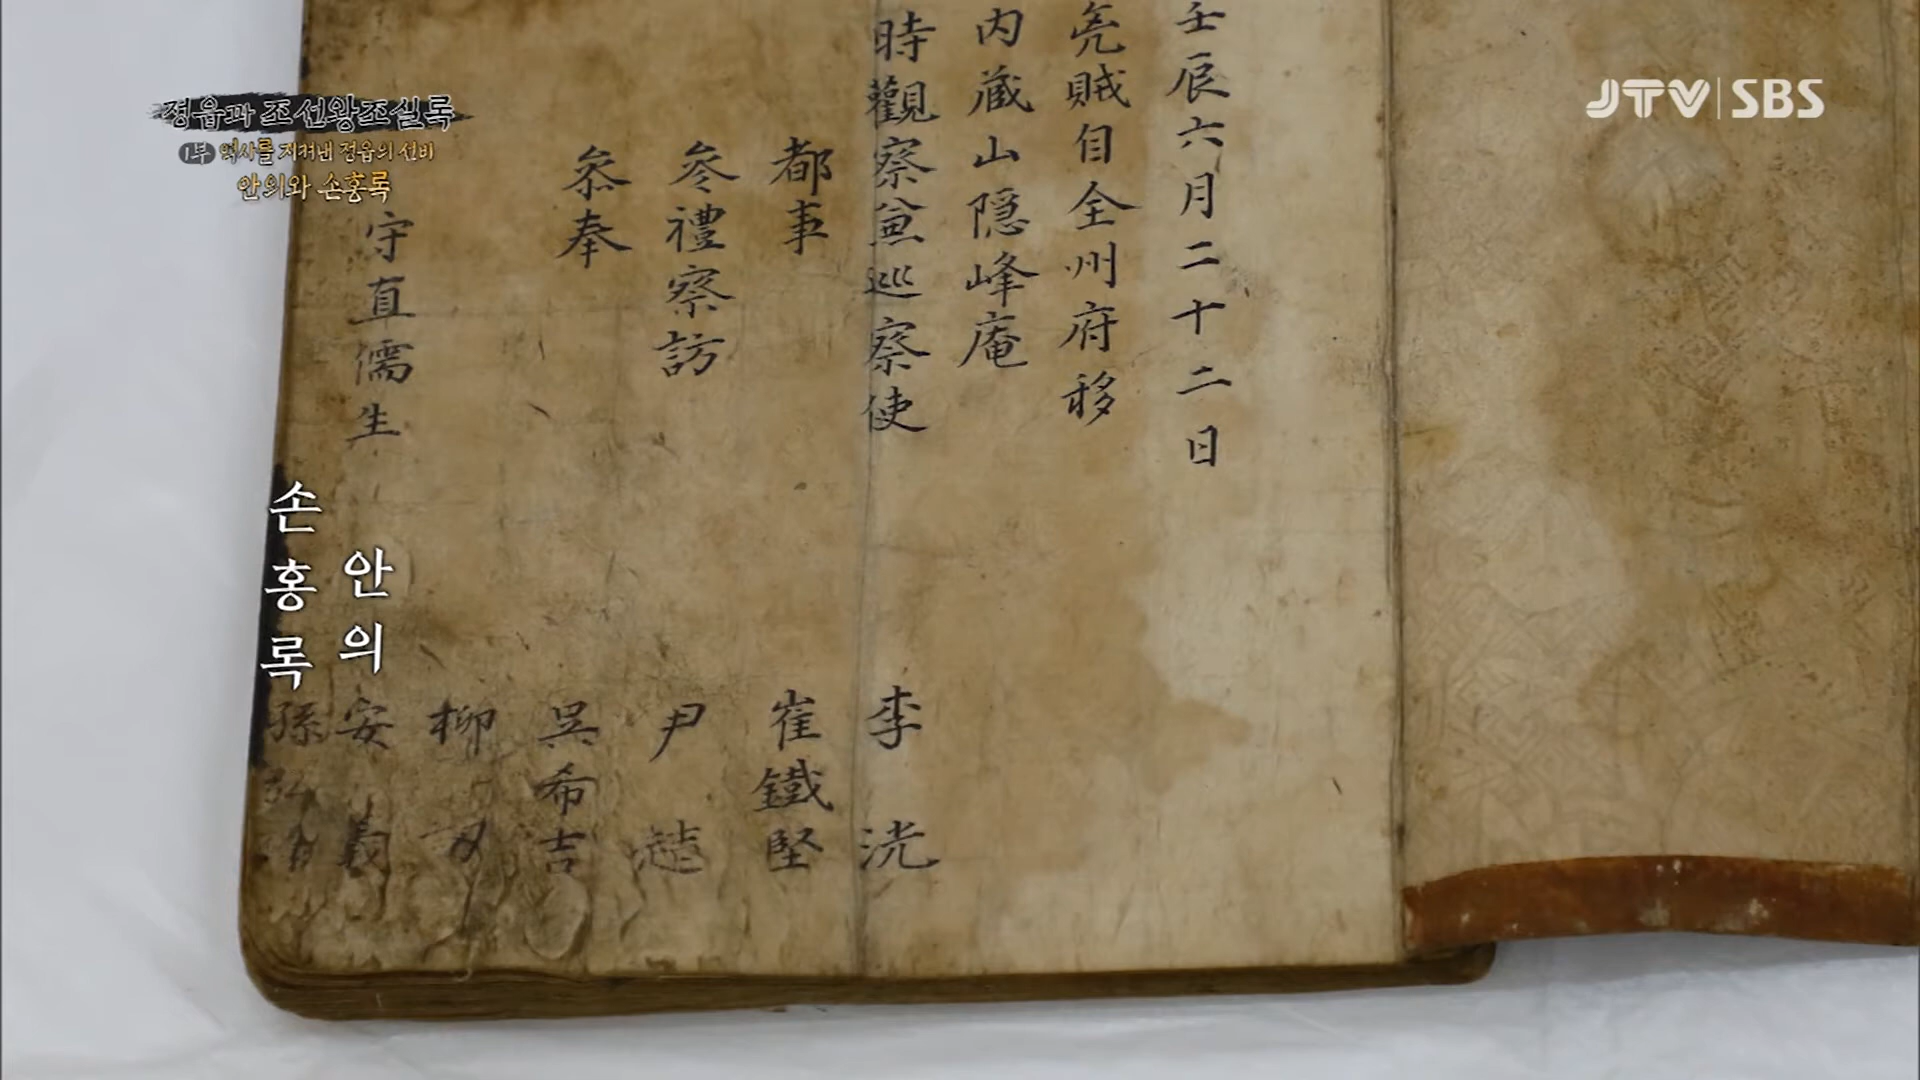 정읍과 조선왕조실록
1부 역사를 지켜낸 정읍의 선비
안의와 손홍록
JTV SBS
壬辰六月二十二日
兇賊自全州府移
内藏山隱峰庵
時觀察兼巡察使 李洸
都事 崔鐵堅
參禮察訪 尹趌
叅奉 吳希吉
柳
守直儒生 安義
孫弘
안의
손홍록